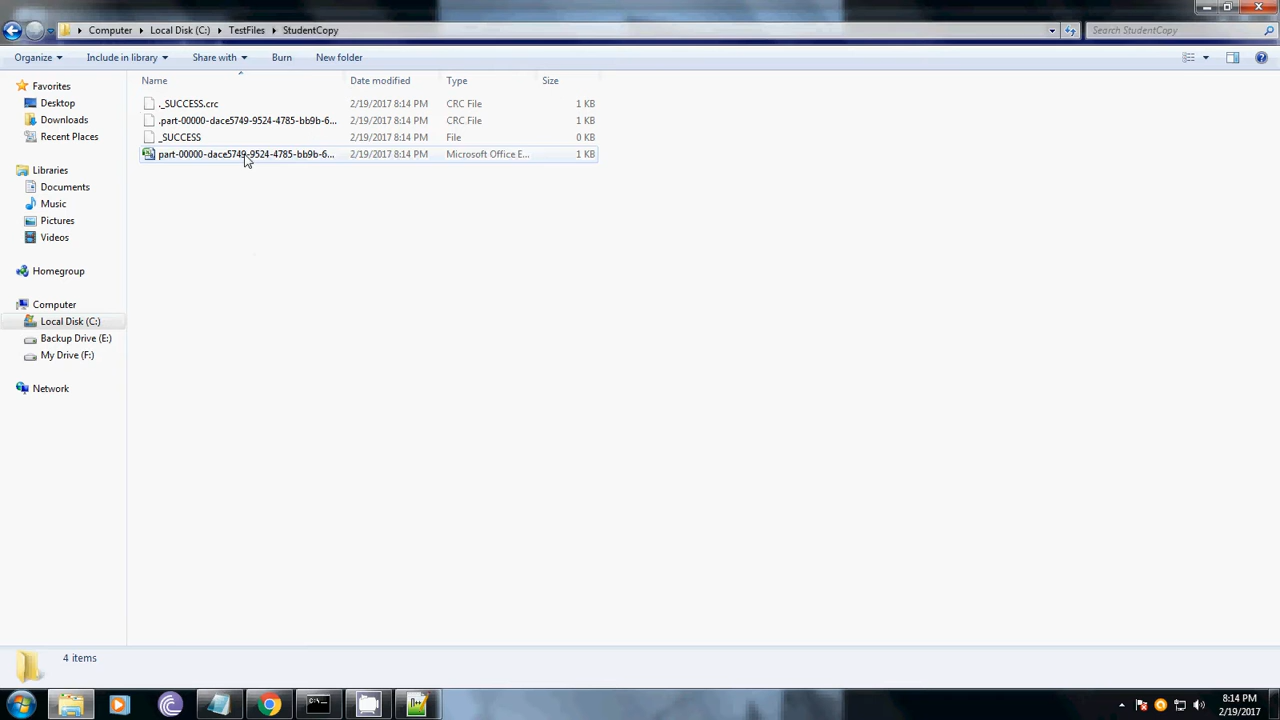 Computer Local Disk (C:) TestFiles StudentCopy
Search StudentCopy
Organize Include in library Share with Burn New folder
Favorites
Desktop
Downloads
Recent Places
Libraries
Documents
Music
Pictures
Videos
Homegroup
Computer
Local Disk (C:)
Backup Drive (E:)
My Drive (F:)
Network
Name Date modified Type Size
._SUCCESS.crc 2/19/2017 8:14 PM CRC File 1 KB
.part-00000-dace5749-9524-4785-bb9b-6... 2/19/2017 8:14 PM CRC File 1 KB
_SUCCESS 2/19/2017 8:14 PM File 0 KB
part-00000-dace5749-9524-4785-bb9b-6... 2/19/2017 8:14 PM Microsoft Office E... 1 KB
4 items
8:14 PM
2/19/2017